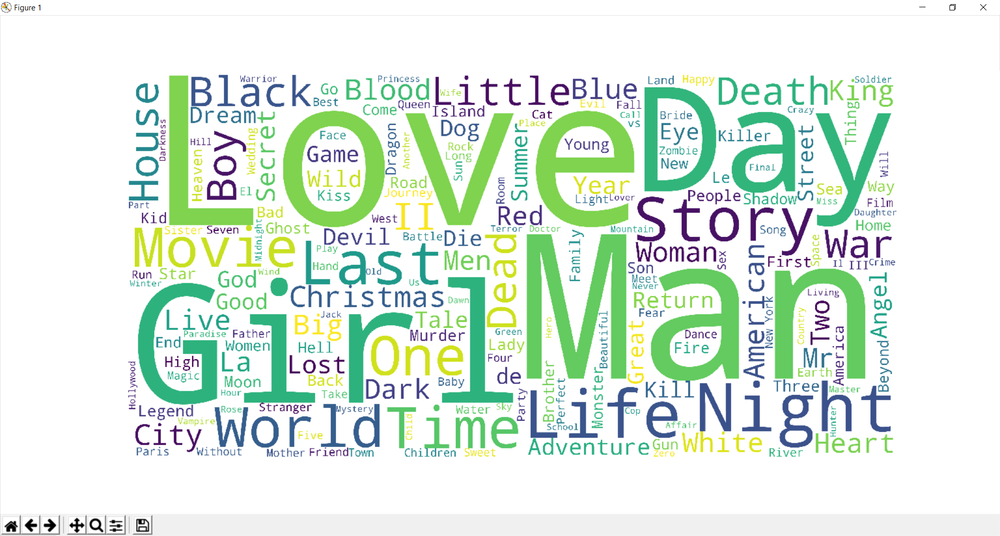 Figure 1
Love
Day
Man
Girl
Black
Warrior
Go
Best
Blood
Princess
Little
Wife
Queen
Come
Island
Blue
Evil
Fall
Call
vs
Land
Happy
Death
King
Soldier
Crazy
Thing
House
Darkness
Dream
Hill
Heaven
Boy
Wedding
El
Secret
Face
Game
Wild
Kiss
Dragon
Another
Dog
Rock
Long
Sun
Road
Journey
Room
Summer
Cat
Place
Young
Year
Light
Lover
Bride
Eye
Zombie
New
Killer
Le
Final
Street
Sea
Miss
Will
Way
Film
Daughter
Home
Part
Kid
Sister
Seven
Bad
Ghost
Midnight
West
II
Battle
Red
Terror
Doctor
Mountain
People
Shadow
Story
Song
War
Movie
Devil
Die
Dead
Family
Woman
Sex
First
Space
Il
III
Crime
Run
Star
Winter
God
Wind
Good
Play
Hand
Last
Old
Us
Men
Son
Meet
Never
Return
Fear
American
New York
Living
Two
Country
Angel
Christmas
Dawn
Live
Paradise
Father
End
Women
High
Magic
La
Moon
Hour
Jack
Big
Hell
Lost
Back
Take
Tale
Murder
One
Dark
Baby
Green
Lady
Four
de
Hero
Beautiful
Great
Dance
Fire
Mr
Earth
America
Beyond
Hollywood
Legend
Vampire
Rose
Stranger
Mystery
World
Five
Child
Time
Water
Sky
Party
Brother
Perfect
School
Monster
Life
Cop
Kill
Affair
Night
Three
Master
Hunter
City
Paris
Without
Mother
Friend
Town
Children
Sweet
Adventure
Gun
Zero
White
River
Heart